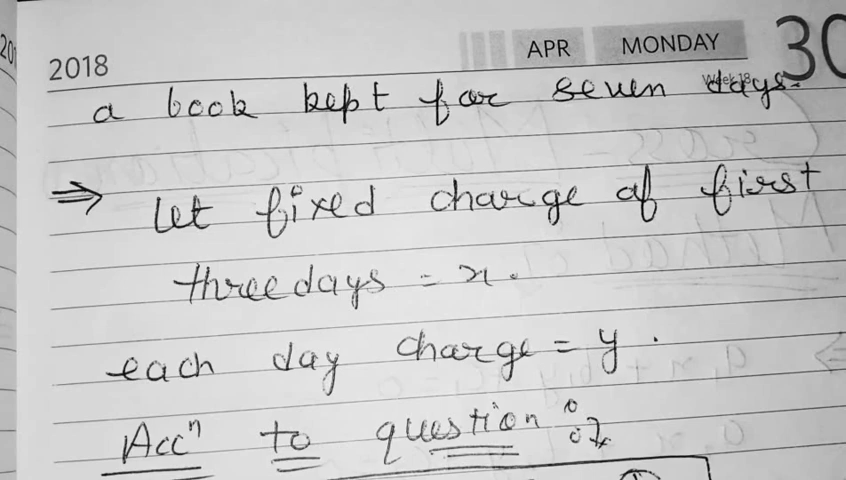 2018 APR MONDAY 30
a book kept for seven days.
⇒ Let fixed charge of first
three days = x.
each day charge = y.
Accⁿ to question